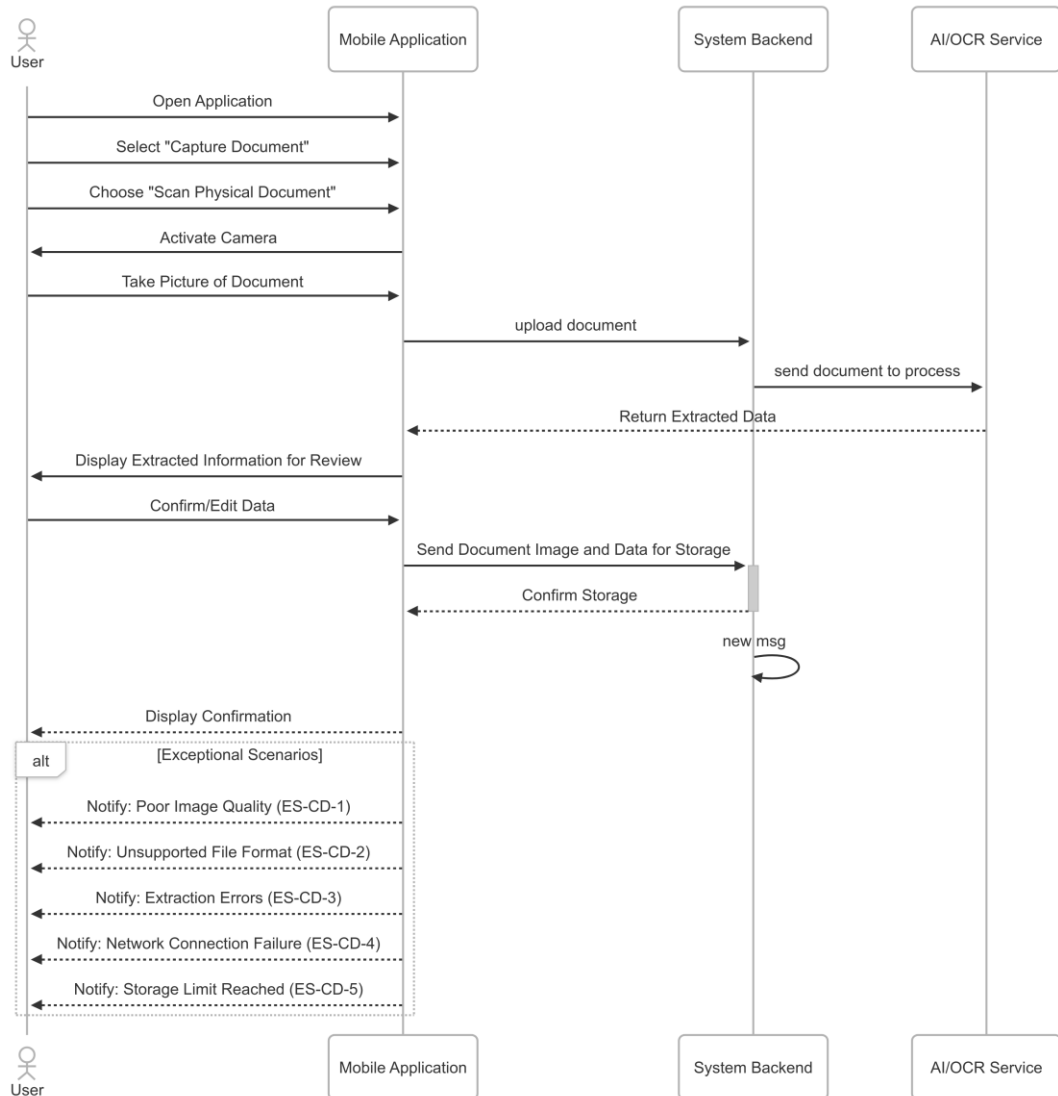 User
Mobile Application
System Backend
AI/OCR Service
Open Application
Select "Capture Document"
Choose "Scan Physical Document"
Activate Camera
Take Picture of Document
upload document
send document to process
Return Extracted Data
Display Extracted Information for Review
Confirm/Edit Data
Send Document Image and Data for Storage
Confirm Storage
new msg
Display Confirmation
alt
[Exceptional Scenarios]
Notify: Poor Image Quality (ES-CD-1)
Notify: Unsupported File Format (ES-CD-2)
Notify: Extraction Errors (ES-CD-3)
Notify: Network Connection Failure (ES-CD-4)
Notify: Storage Limit Reached (ES-CD-5)
User
Mobile Application
System Backend
AI/OCR Service